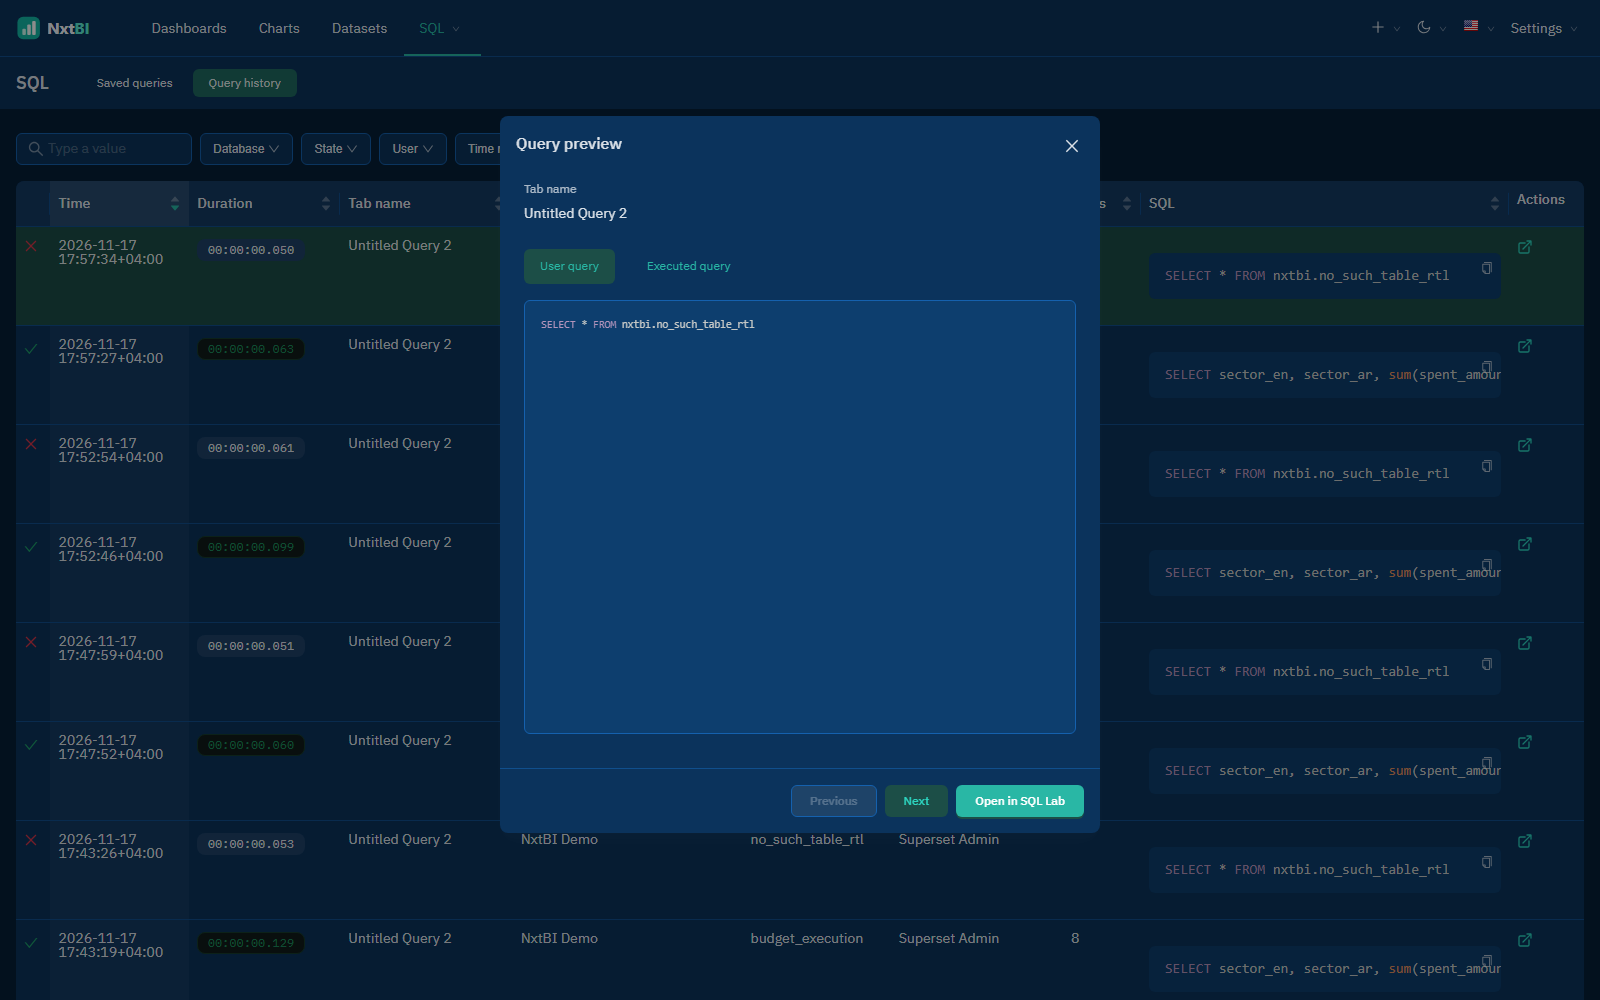 NxtBI
Dashboards
Charts
Datasets
SQL
Settings
SQL
Saved queries
Query history
Type a value
Database
State
User
Time
Time
Duration
Tab name
s
SQL
Actions
2026-11-17
17:57:34+04:00
00:00:00.050
Untitled Query 2
SELECT * FROM nxtbi.no_such_table_rtl
2026-11-17
17:57:27+04:00
00:00:00.063
Untitled Query 2
SELECT sector_en, sector_ar, sum(spent_amour
2026-11-17
17:52:54+04:00
00:00:00.061
Untitled Query 2
SELECT * FROM nxtbi.no_such_table_rtl
2026-11-17
17:52:46+04:00
00:00:00.099
Untitled Query 2
SELECT sector_en, sector_ar, sum(spent_amour
2026-11-17
17:47:59+04:00
00:00:00.051
Untitled Query 2
SELECT * FROM nxtbi.no_such_table_rtl
2026-11-17
17:47:52+04:00
00:00:00.060
Untitled Query 2
SELECT sector_en, sector_ar, sum(spent_amour
2026-11-17
17:43:26+04:00
00:00:00.053
Untitled Query 2
NxtBI Demo
no_such_table_rtl
Superset Admin
SELECT * FROM nxtbi.no_such_table_rtl
2026-11-17
17:43:19+04:00
00:00:00.129
Untitled Query 2
NxtBI Demo
budget_execution
Superset Admin
8
SELECT sector_en, sector_ar, sum(spent_amour
Query preview
Tab name
Untitled Query 2
User query
Executed query
SELECT * FROM nxtbi.no_such_table_rtl
Previous
Next
Open in SQL Lab